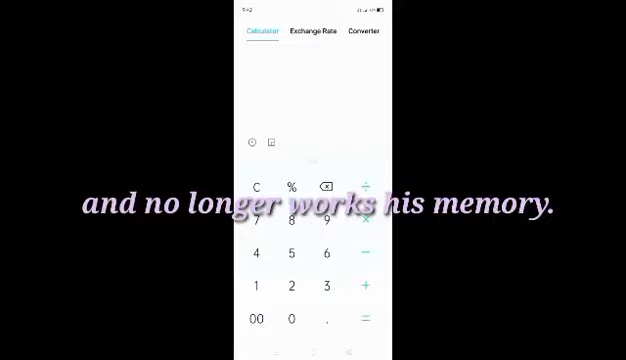 Calculator Exchange Rate Converter
C %  ÷
and no longer works his memory.
7 8 9 ×
4 5 6 −
1 2 3 +
00 0 . =